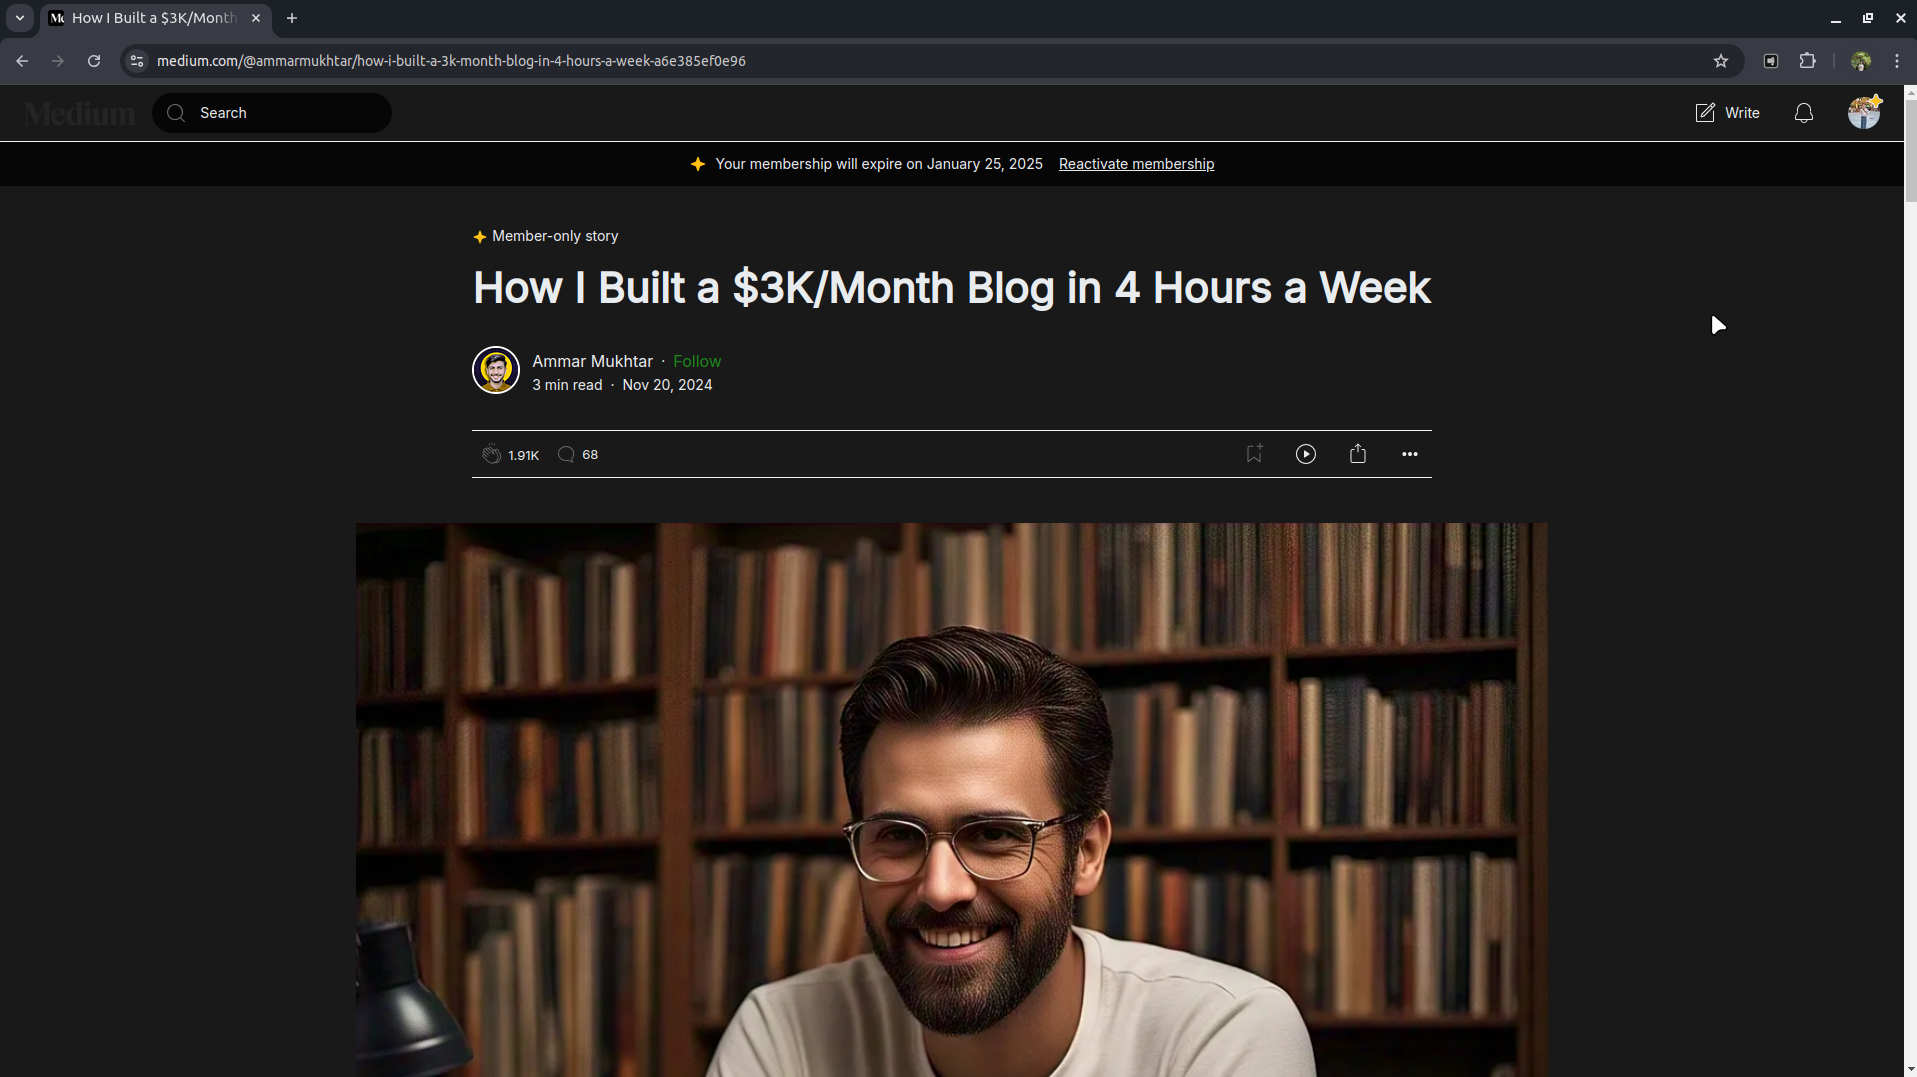 How I Built a $3K/Month
medium.com/@ammarmukhtar/how-i-built-a-3k-month-blog-in-4-hours-a-week-a6e385ef0e96
Medium
Search
Write
Your membership will expire on January 25, 2025 Reactivate membership
Member-only story
How I Built a $3K/Month Blog in 4 Hours a Week
Ammar Mukhtar · Follow
3 min read · Nov 20, 2024
1.91K 68